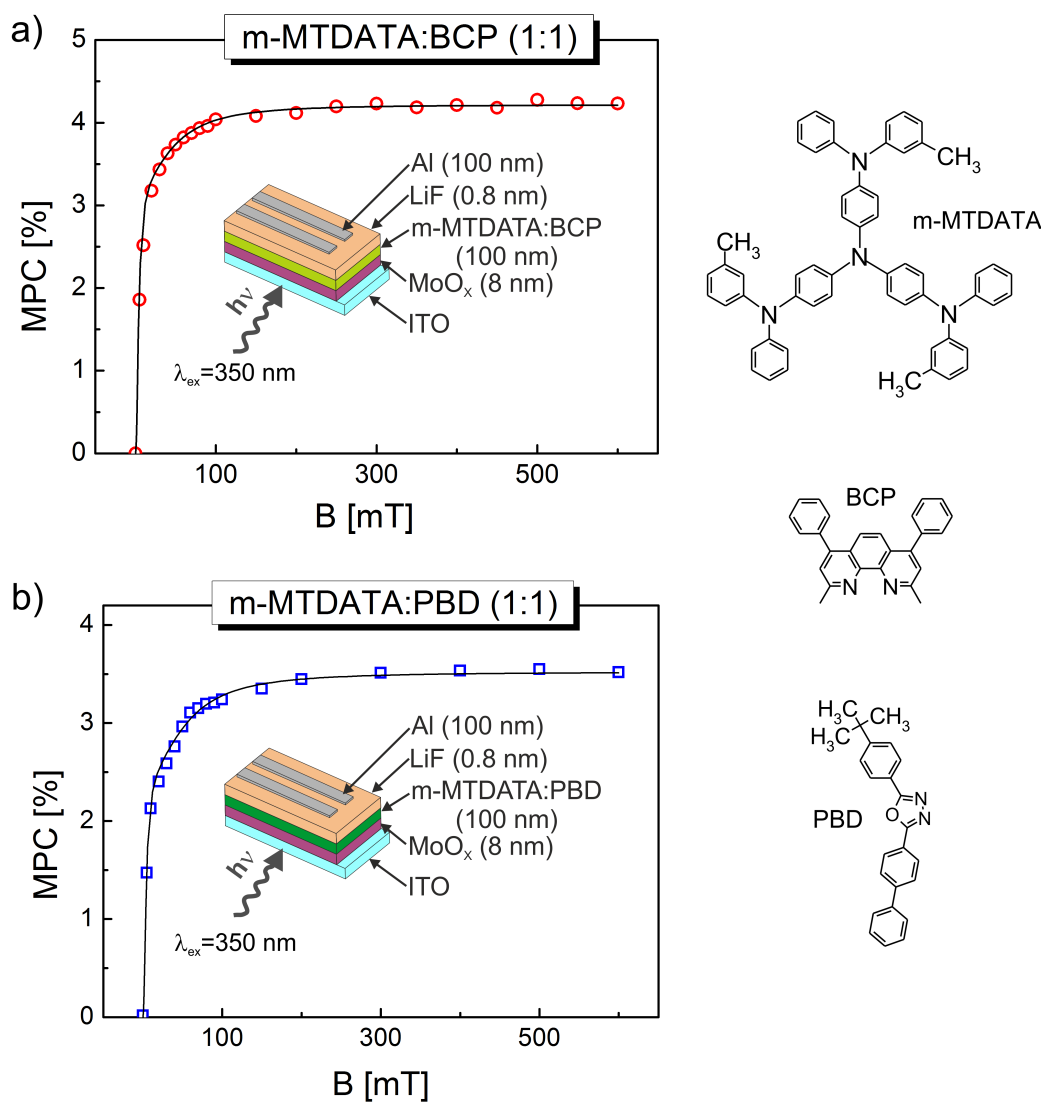 a)
m-MTDATA:BCP (1:1)
5
4
3
2
1
0
MPC [%]
Al (100 nm)
LiF (0.8 nm)
m-MTDATA:BCP
(100 nm)
MoOₓ (8 nm)
ITO
hν
λex=350 nm
100
300
500
B [mT]
N
CH₃
N
m-MTDATA
CH₃
N
N
H₃C
BCP
N
N
b)
m-MTDATA:PBD (1:1)
4
3
2
1
0
MPC [%]
Al (100 nm)
LiF (0.8 nm)
m-MTDATA:PBD
(100 nm)
MoOₓ (8 nm)
ITO
hν
λex=350 nm
100
300
500
B [mT]
H₃C
CH₃
H₃C
N
N
O
PBD